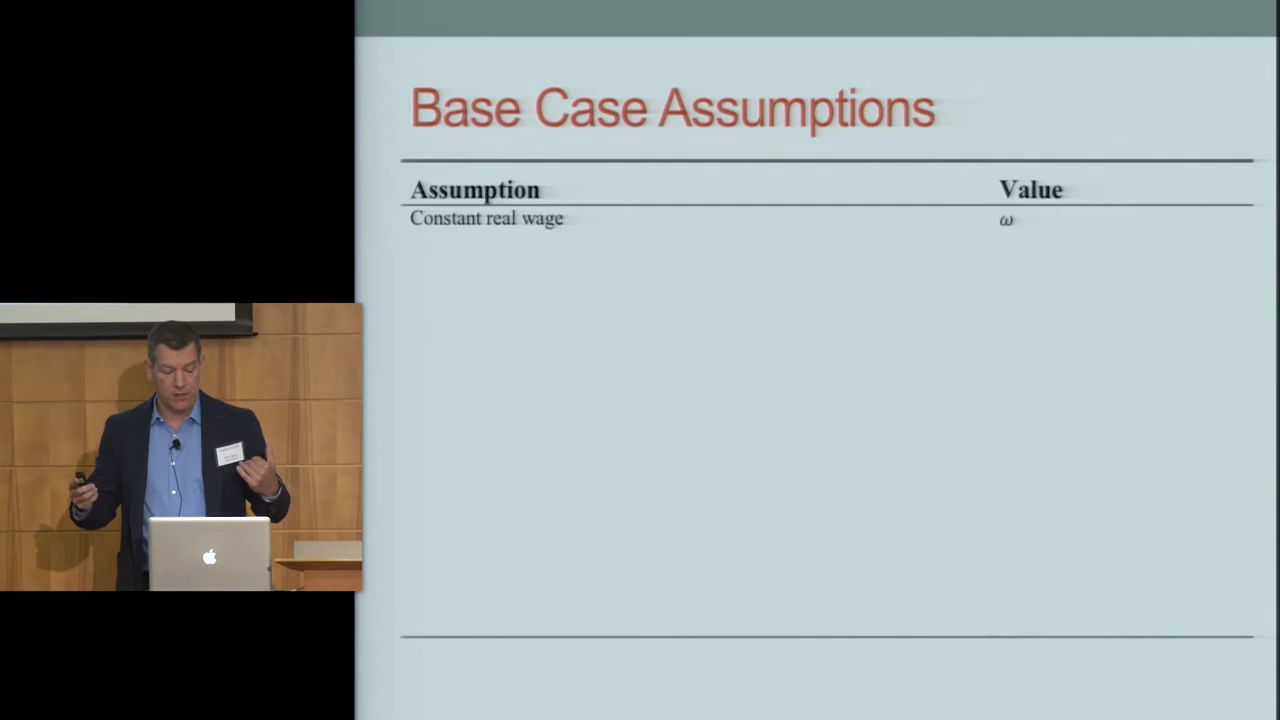 Base Case Assumptions
Assumption Value
Constant real wage ω